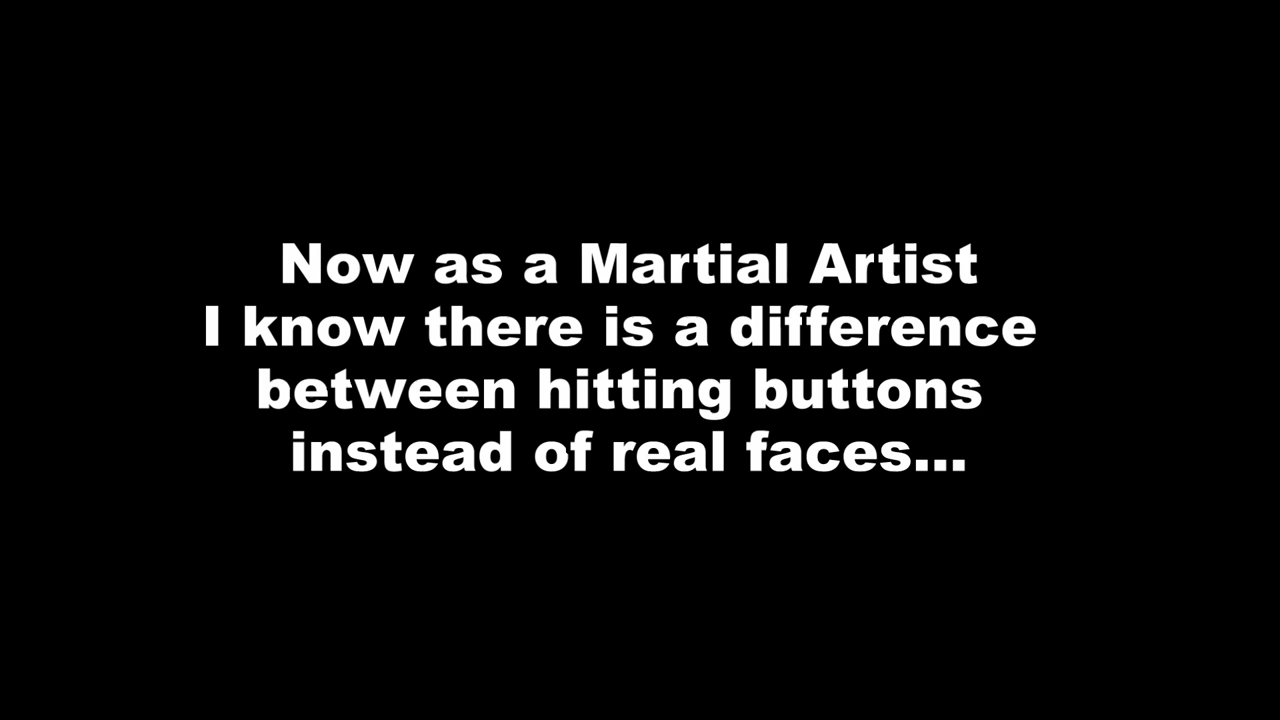 Now as a Martial Artist
I know there is a difference
between hitting buttons
instead of real faces...